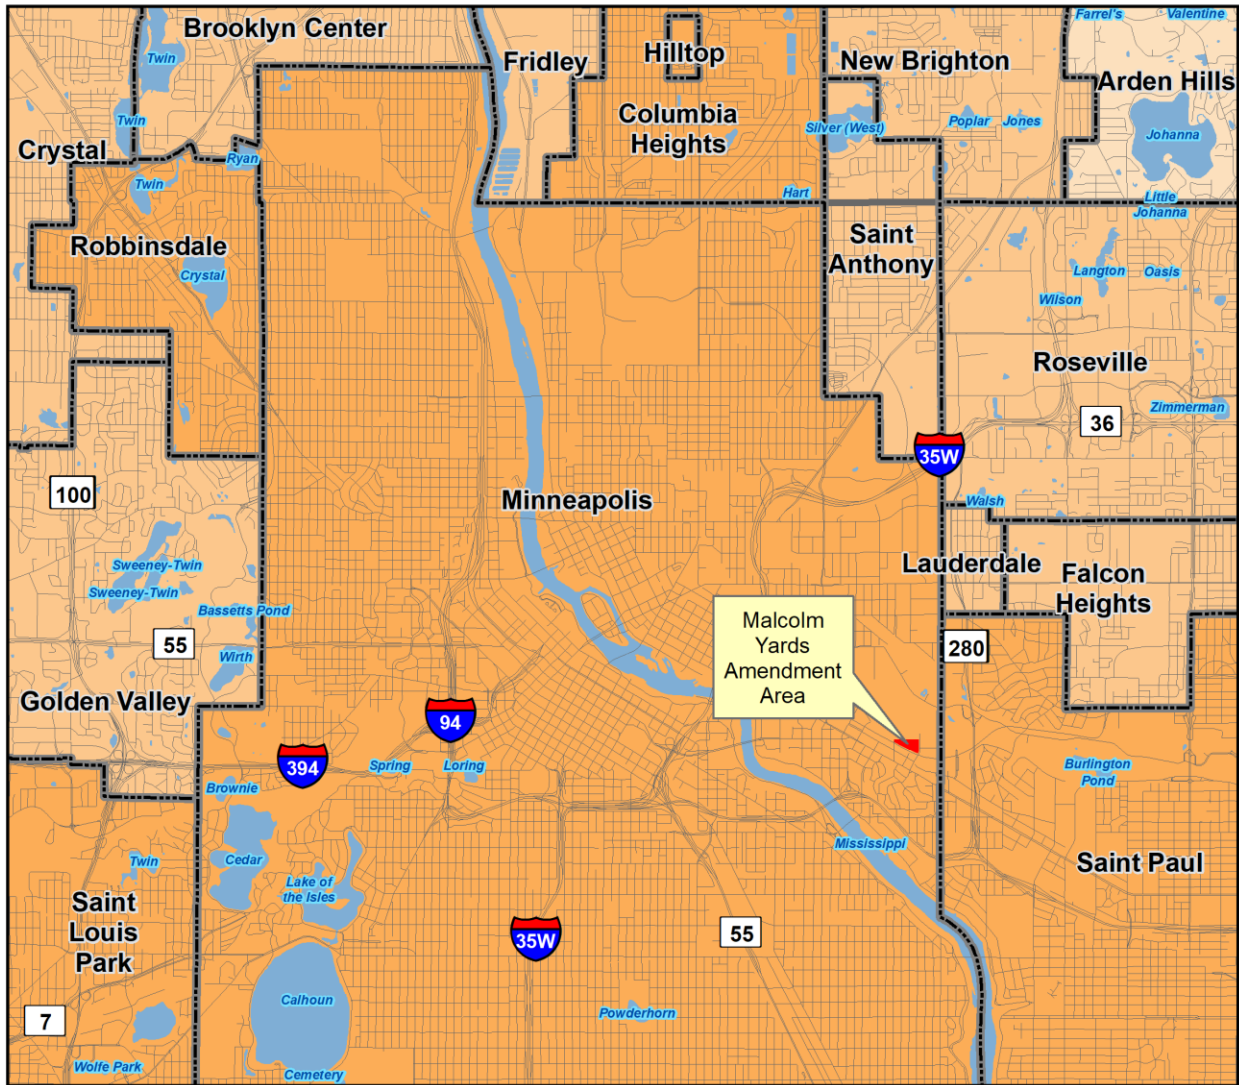 Farrel's
Valentine
Brooklyn Center
Twin
Fridley
Hilltop
New Brighton
Arden Hills
Columbia
Heights
Twin
Silver (West)
Poplar
Jones
Johanna
Crystal
Ryan
Twin
Hart
Little
Johanna
Robbinsdale
Crystal
Saint
Anthony
Langton
Oasis
Wilson
Roseville
Zimmerman
36
35W
100
Minneapolis
Walsh
Sweeney-Twin
Sweeney-Twin
Lauderdale
Falcon
Heights
Bassetts Pond
55
Wirth
Malcolm
Yards
Amendment
Area
280
Golden Valley
94
394
Spring
Loring
Brownie
Burlington
Pond
Mississippi
Twin
Cedar
Lake of
the Isles
Saint Paul
Saint
Louis
Park
35W
55
Calhoun
Powderhorn
7
Wolfe Park
Cemetery